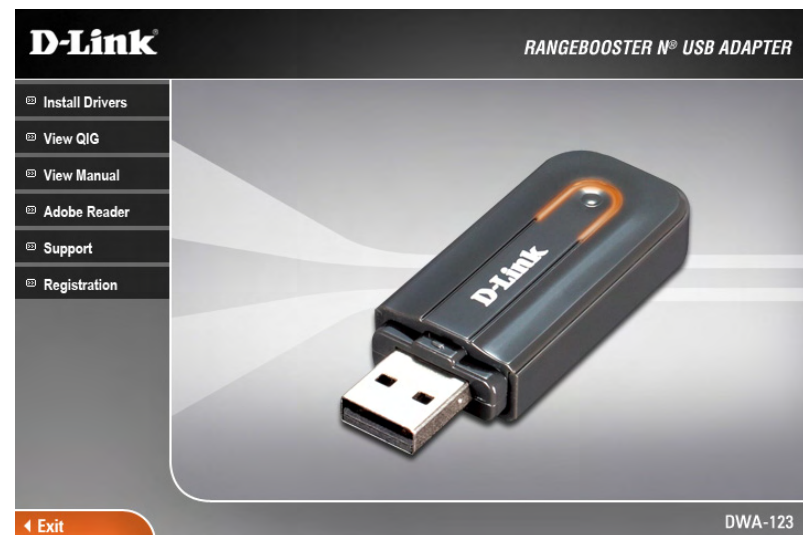 D-Link®
RANGEBOOSTER N® USB ADAPTER
Install Drivers
View QIG
View Manual
Adobe Reader
Support
Registration
D-Link
Exit
DWA-123